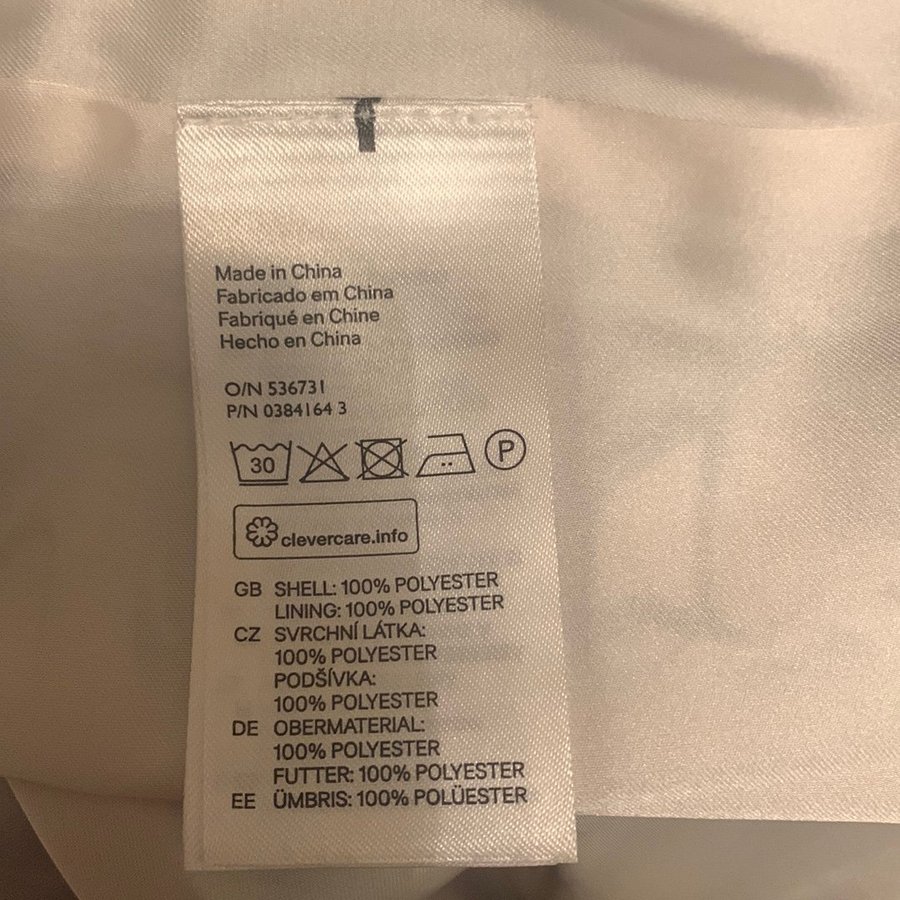 Made in China
Fabricado em China
Fabriqué en Chine
Hecho en China
O/N 536731
P/N 0384164 3
30 P
clevercare.info
GB SHELL: 100% POLYESTER
LINING: 100% POLYESTER
CZ SVRCHNÍ LÁTKA:
100% POLYESTER
PODŠÍVKA:
100% POLYESTER
DE OBERMATERIAL:
100% POLYESTER
FUTTER: 100% POLYESTER
EE ÜMBRIS: 100% POLÜESTER